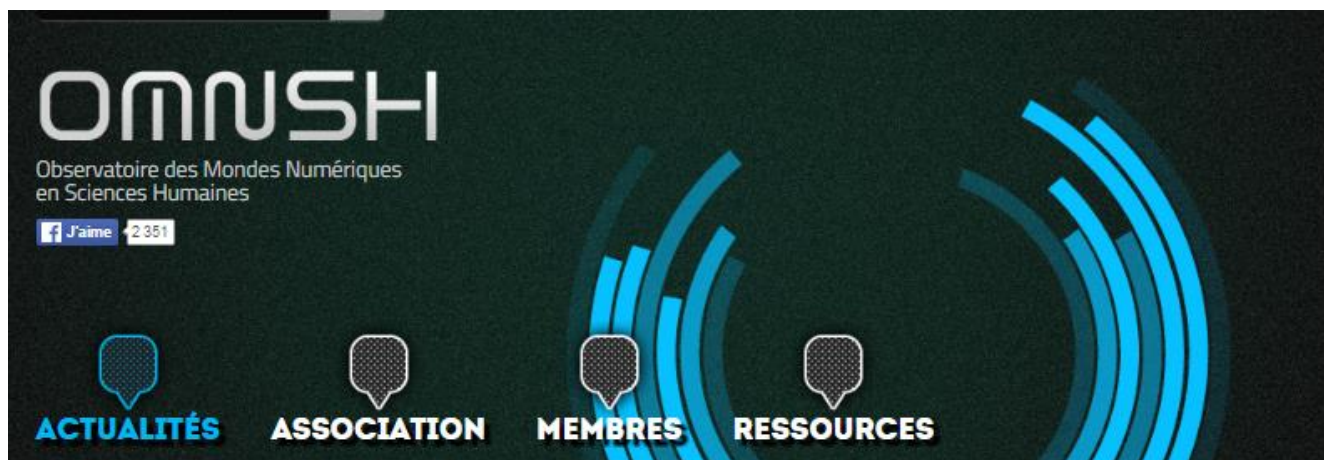 OMNSH
Observatoire des Mondes Numériques
en Sciences Humaines
J'aime 2 351
ACTUALITÉS ASSOCIATION MEMBRES RESSOURCES